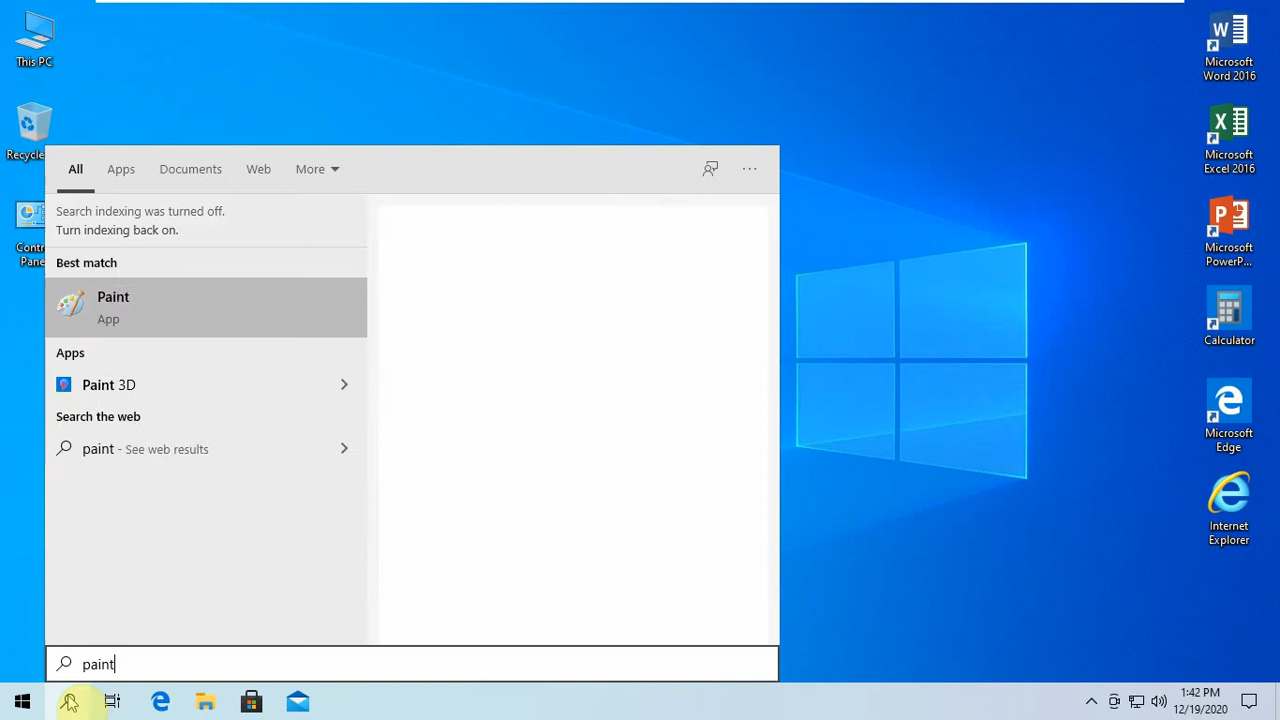 This PC
Recycle
Contr
Pane
All Apps Documents Web More
Search indexing was turned off.
Turn indexing back on.
Best match
Paint
App
Apps
Paint 3D
Search the web
paint - See web results
paint
Microsoft
Word 2016
Microsoft
Excel 2016
Microsoft
PowerP...
Calculator
Microsoft
Edge
Internet
Explorer
1:42 PM
12/19/2020